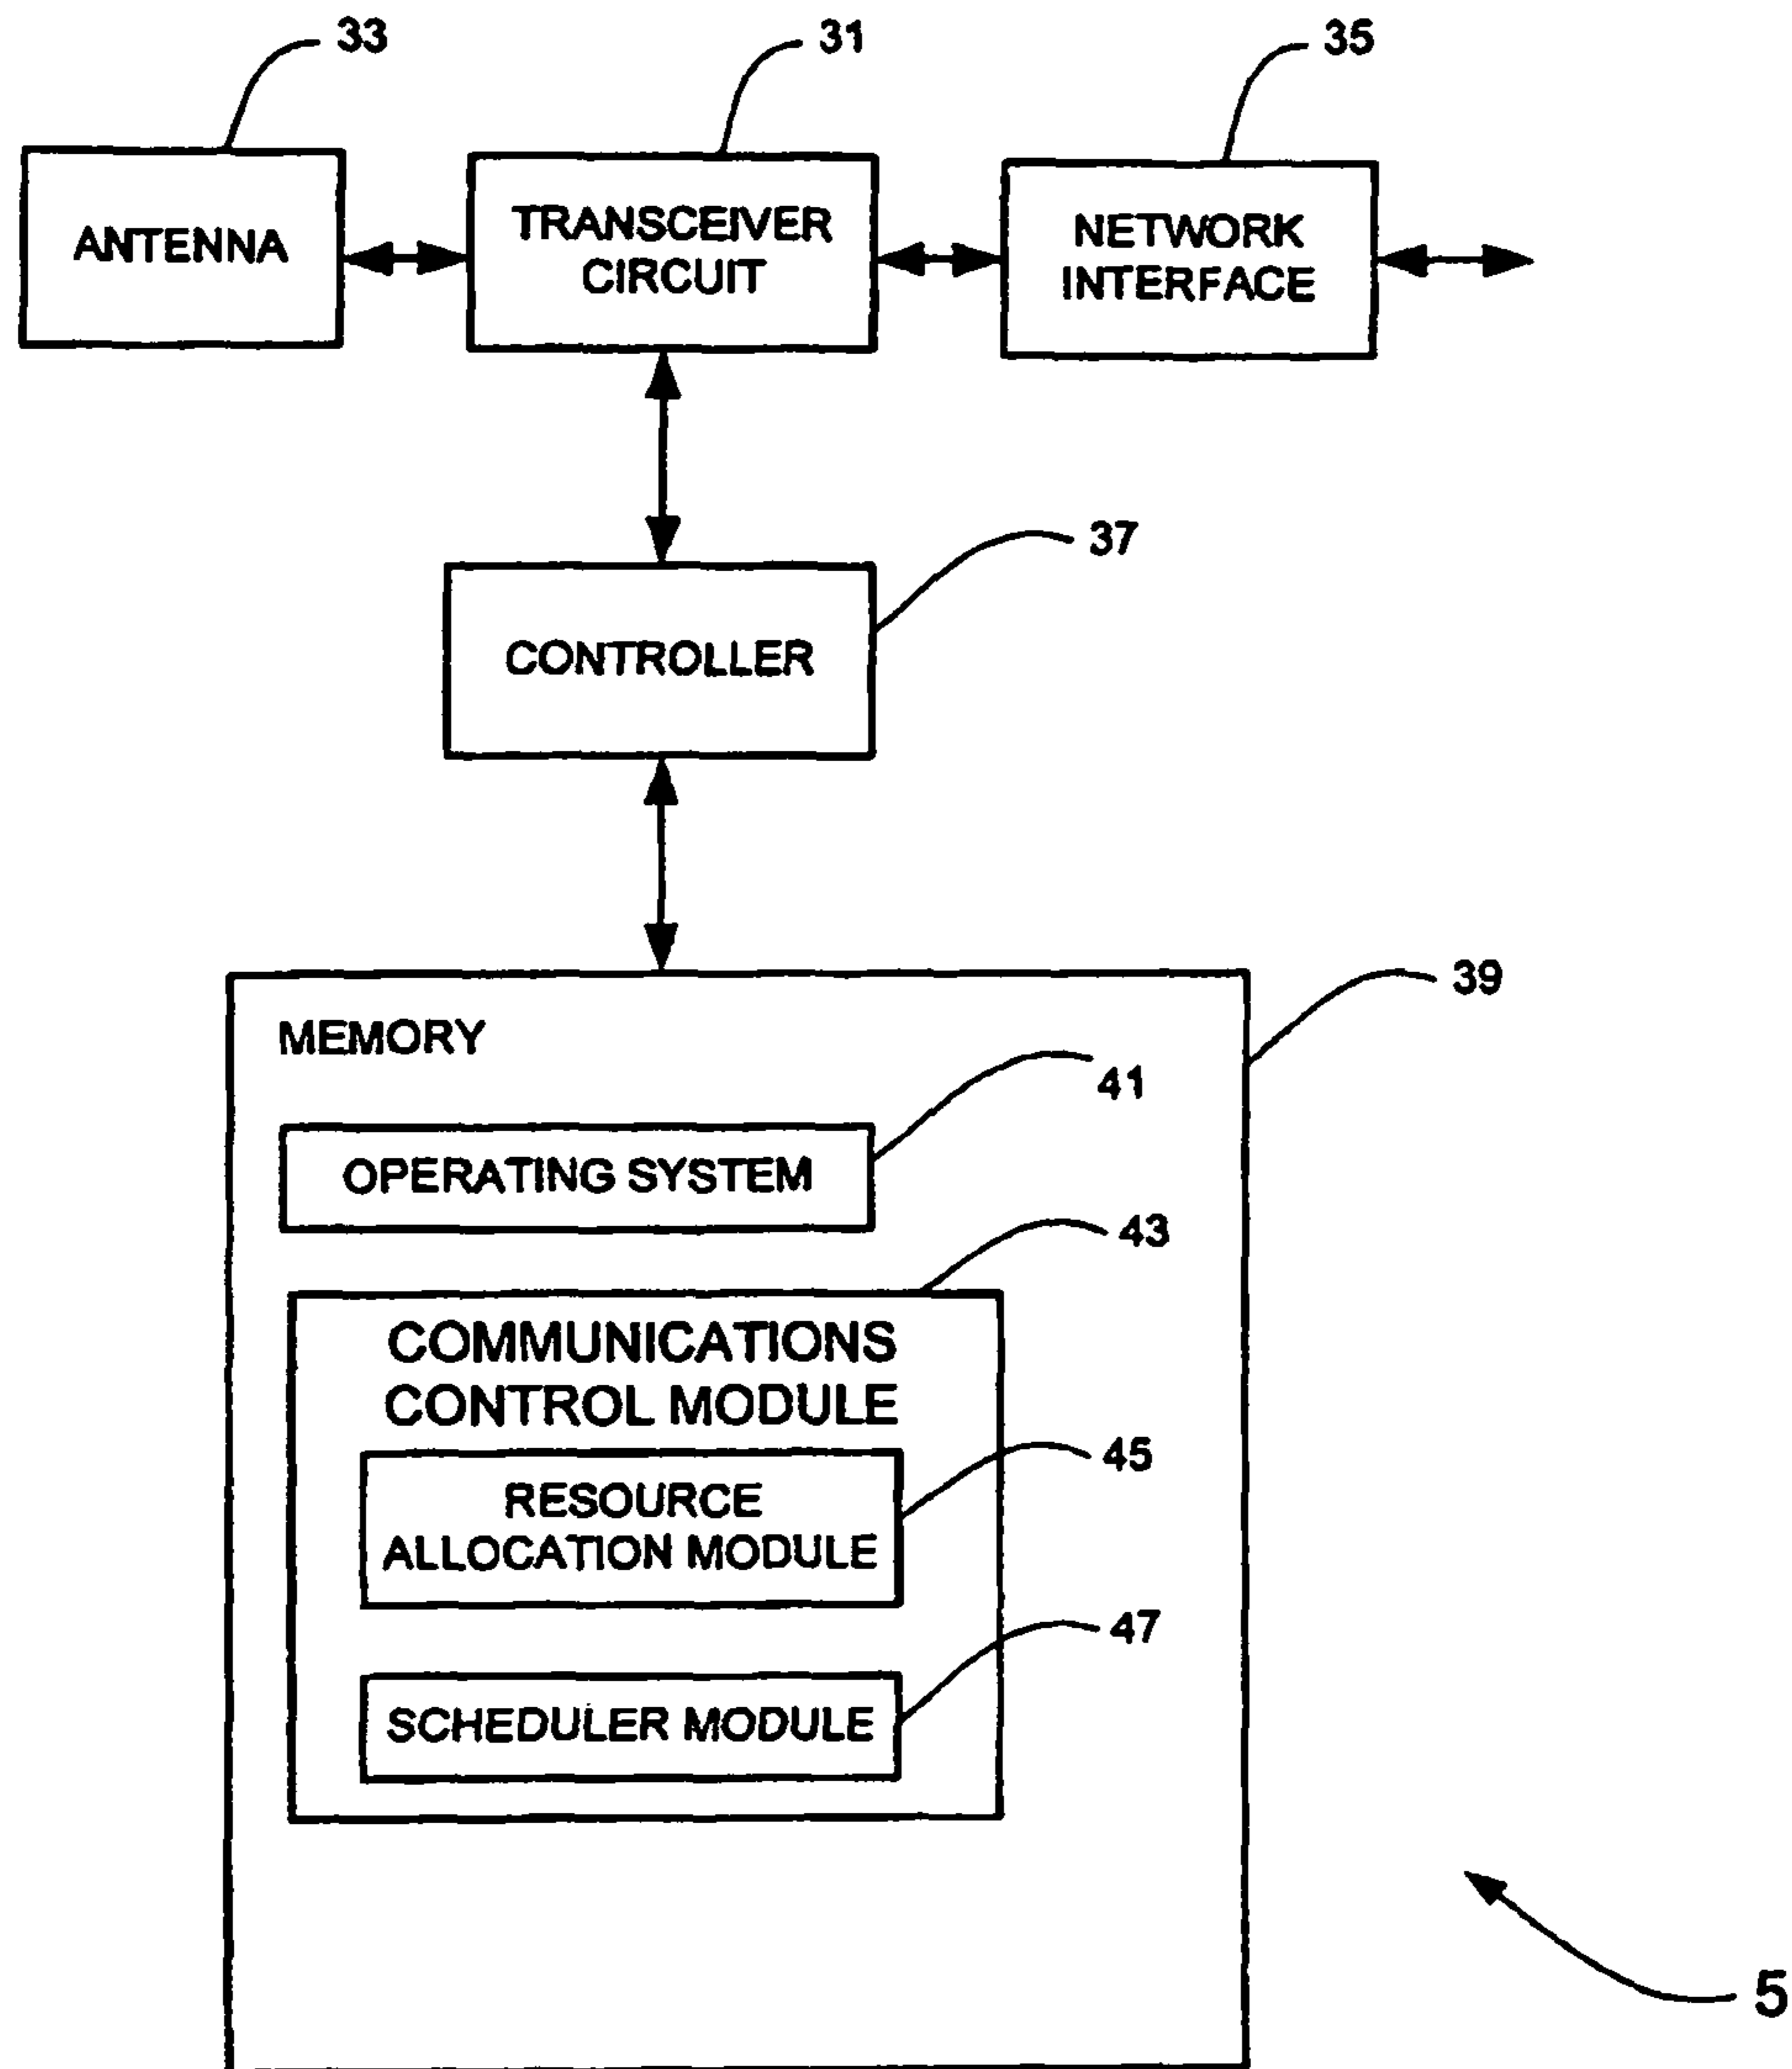 33
31
35
ANTENNA
TRANSCEIVER
CIRCUIT
NETWORK
INTERFACE
37
CONTROLLER
39
MEMORY
41
OPERATING SYSTEM
43
COMMUNICATIONS
CONTROL MODULE
45
RESOURCE
ALLOCATION MODULE
47
SCHEDULER MODULE
5